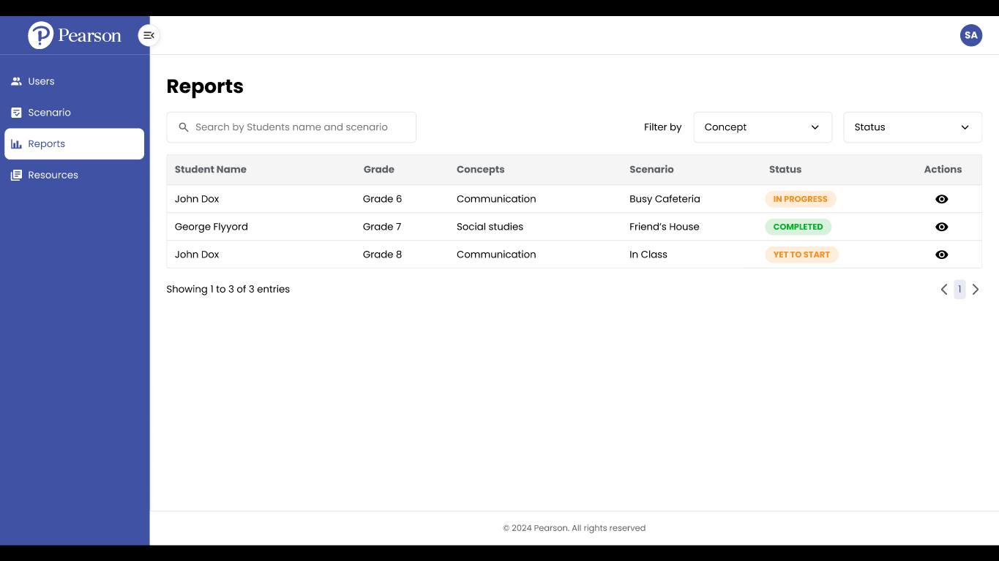 Pearson
SA
Users
Scenario
Reports
Resources
Reports
Search by Students name and scenario
Filter by Concept Status
Student Name Grade Concepts Scenario Status Actions
John Dox Grade 6 Communication Busy Cafeteria IN PROGRESS
George Flyyord Grade 7 Social studies Friend’s House COMPLETED
John Dox Grade 8 Communication In Class YET TO START
Showing 1 to 3 of 3 entries
1
© 2024 Pearson. All rights reserved